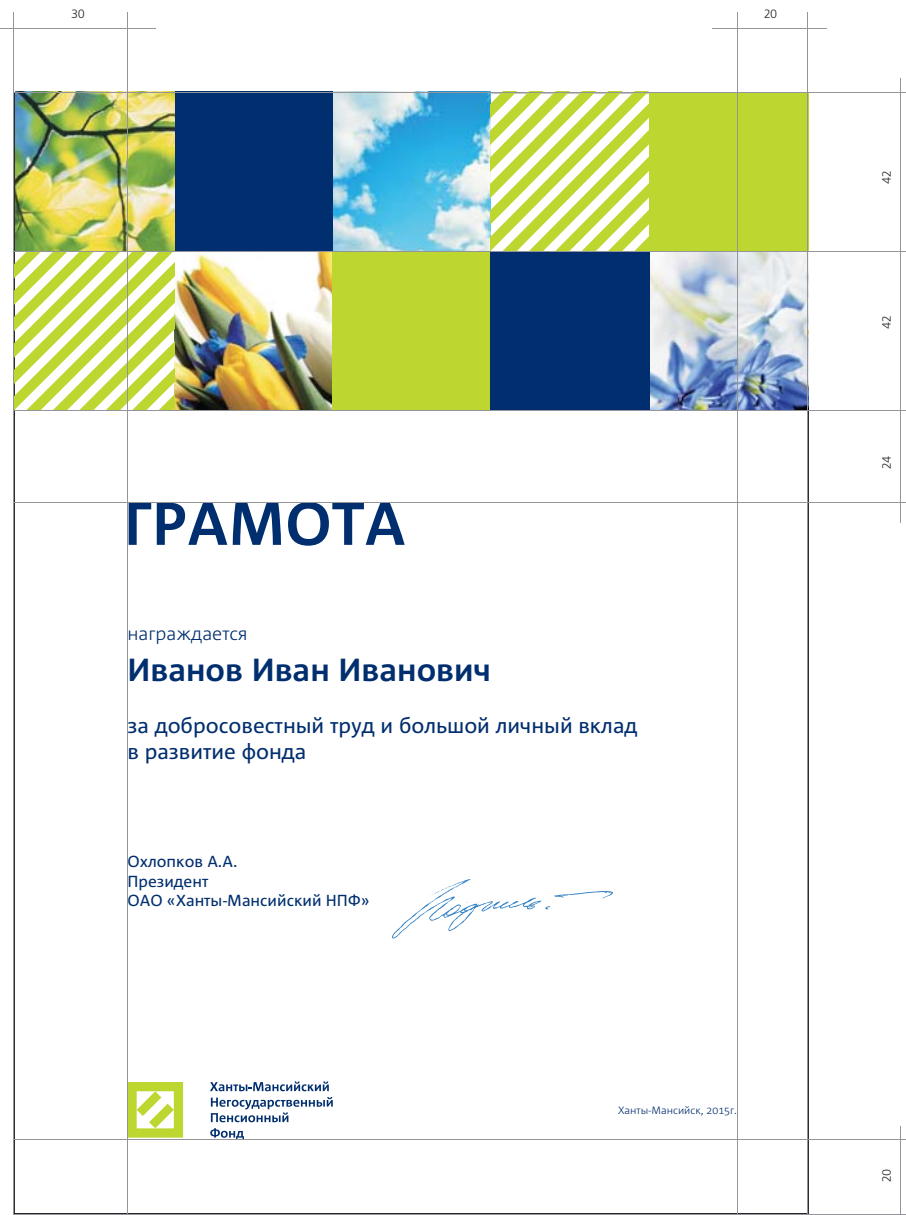 30
20
42
42
24
ГРАМОТА
награждается
Иванов Иван Иванович
за добросовестный труд и большой личный вклад
в развитие фонда
Охлопков А.А.
Президент
ОАО «Ханты-Мансийский НПФ»
Подпись.
Ханты-Мансийский
Негосударственный
Пенсионный
Фонд
Ханты-Мансийск, 2015г.
20